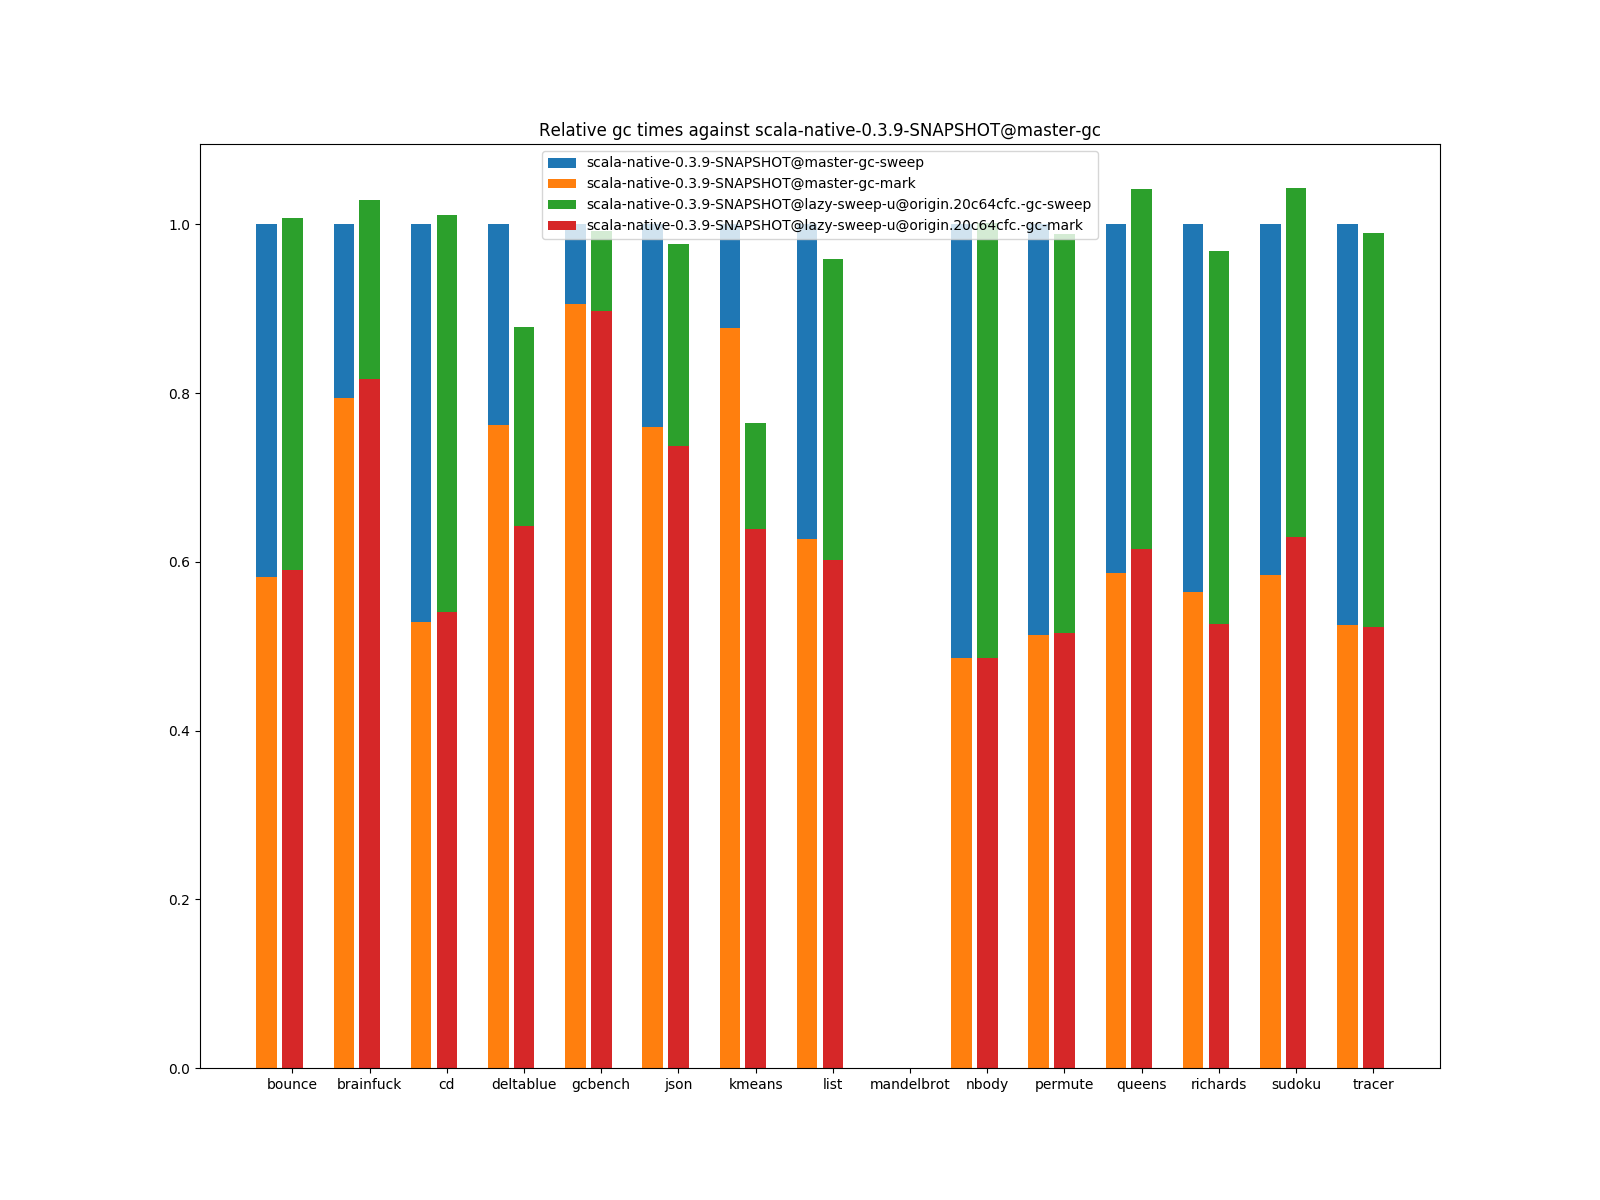 Relative gc times against scala-native-0.3.9-SNAPSHOT@master-gc
scala-native-0.3.9-SNAPSHOT@master-gc-sweep
scala-native-0.3.9-SNAPSHOT@master-gc-mark
scala-native-0.3.9-SNAPSHOT@lazy-sweep-u@origin.20c64cfc.-gc-sweep
scala-native-0.3.9-SNAPSHOT@lazy-sweep-u@origin.20c64cfc.-gc-mark
1.0
0.8
0.6
0.4
0.2
0.0
bounce brainfuck cd deltablue gcbench json kmeans list mandelbrot nbody permute queens richards sudoku tracer